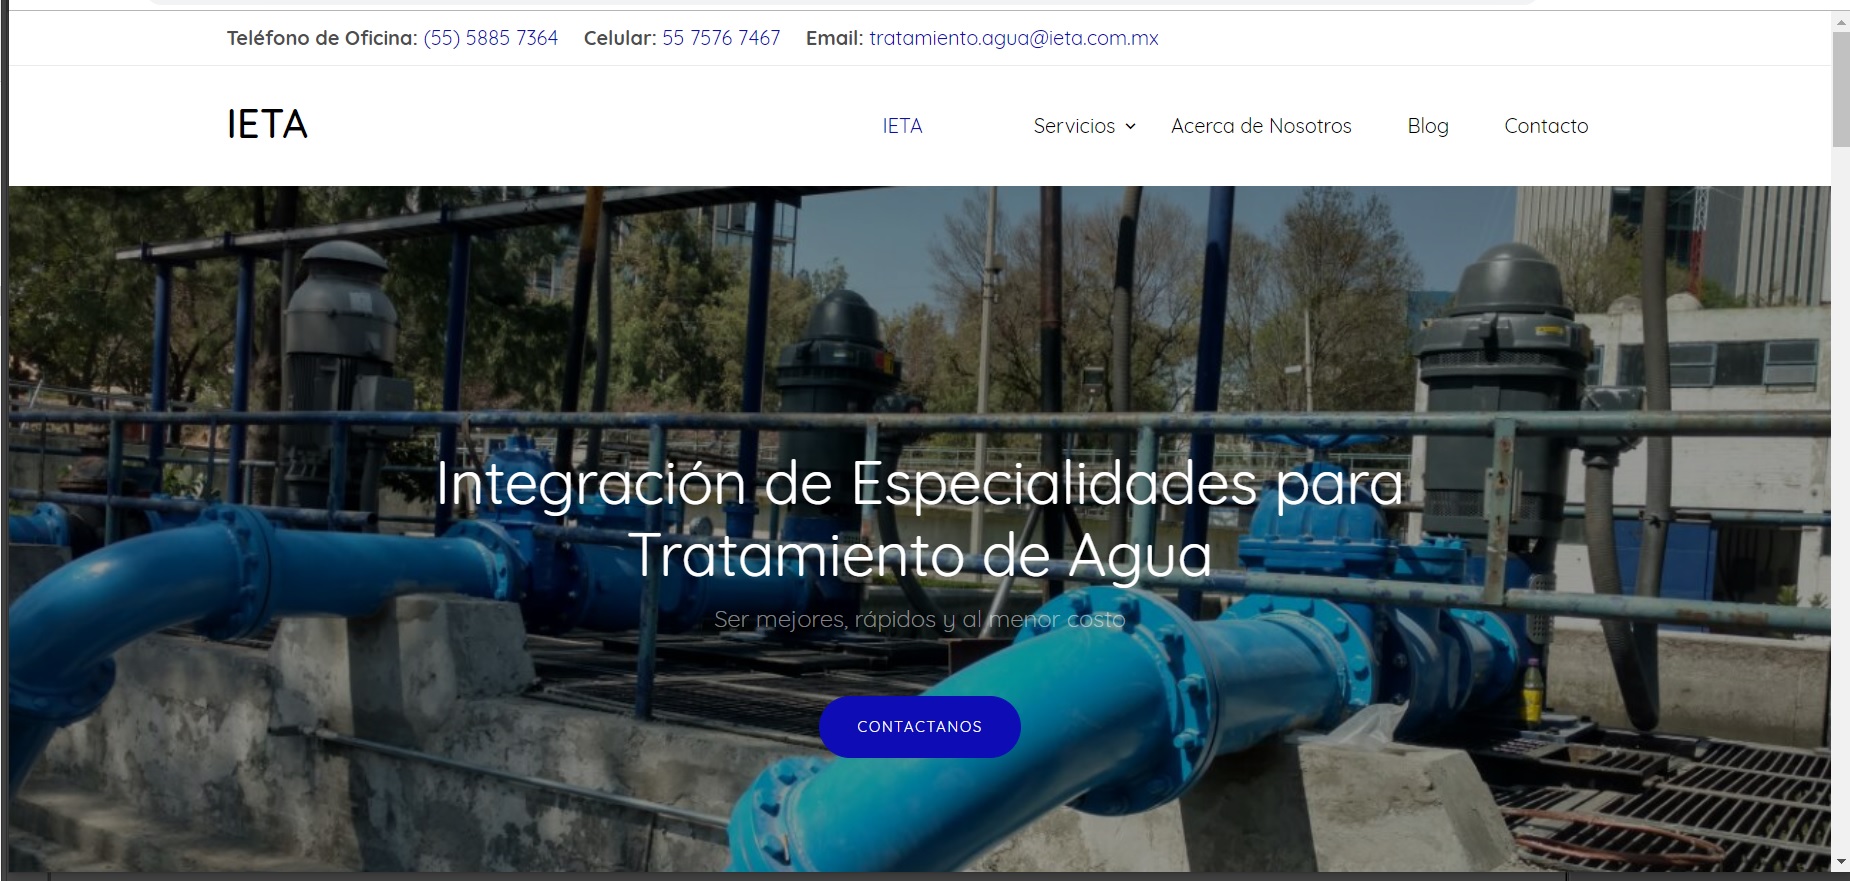 Teléfono de Oficina: (55) 5885 7364 Celular: 55 7576 7467 Email: tratamiento.agua@ieta.com.mx
IETA
IETA Servicios Acerca de Nosotros Blog Contacto
Integración de Especialidades para
Tratamiento de Agua
Ser mejores, rápidos y al menor costo
CONTACTANOS